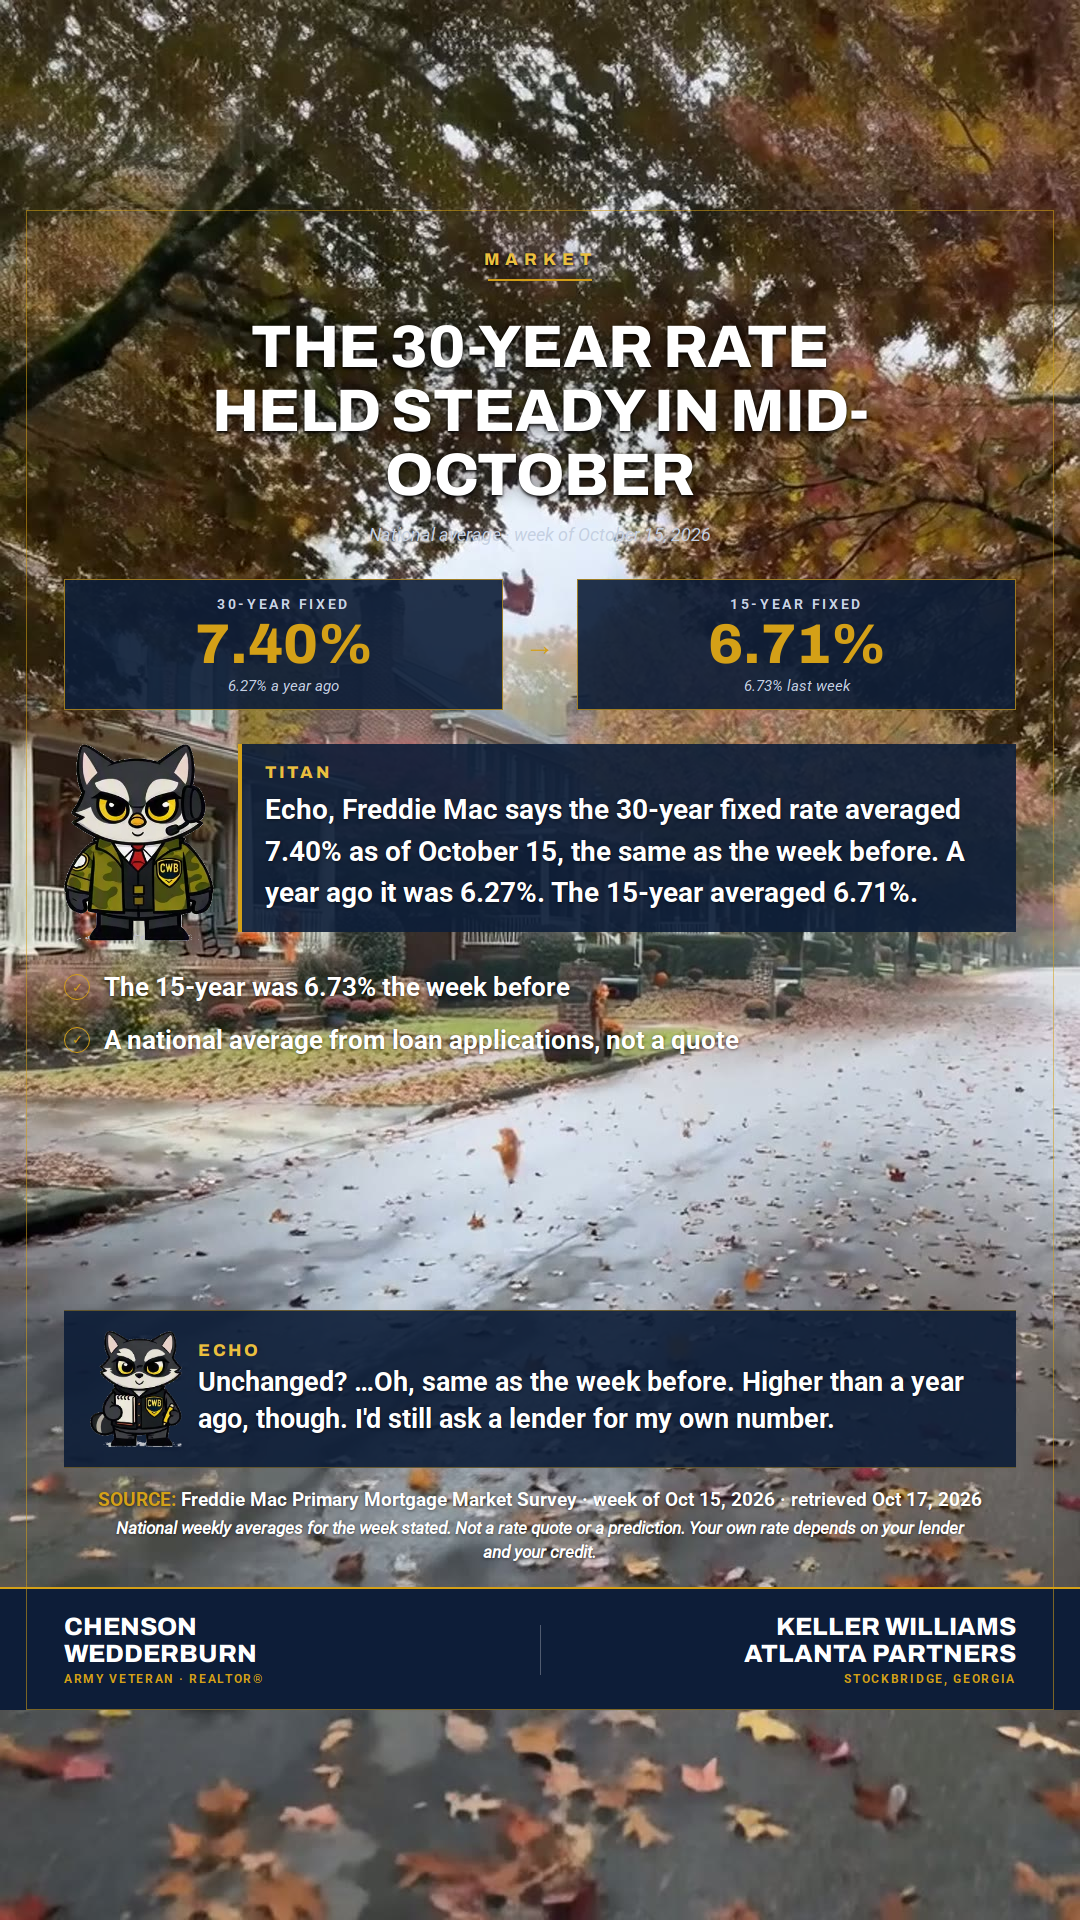 MARKET
THE 30-YEAR RATE
HELD STEADY IN MID-
OCTOBER
National average · week of October 15, 2026
30-YEAR FIXED
7.40%
6.27% a year ago
→
15-YEAR FIXED
6.71%
6.73% last week
TITAN
Echo, Freddie Mac says the 30-year fixed rate averaged
7.40% as of October 15, the same as the week before. A
year ago it was 6.27%. The 15-year averaged 6.71%.
CWB
✓ The 15-year was 6.73% the week before
✓ A national average from loan applications, not a quote
ECHO
Unchanged? ...Oh, same as the week before. Higher than a year
ago, though. I'd still ask a lender for my own number.
CWB
SOURCE: Freddie Mac Primary Mortgage Market Survey · week of Oct 15, 2026 · retrieved Oct 17, 2026
National weekly averages for the week stated. Not a rate quote or a prediction. Your own rate depends on your lender
and your credit.
CHENSON
WEDDERBURN
ARMY VETERAN · REALTOR®
KELLER WILLIAMS
ATLANTA PARTNERS
STOCKBRIDGE, GEORGIA